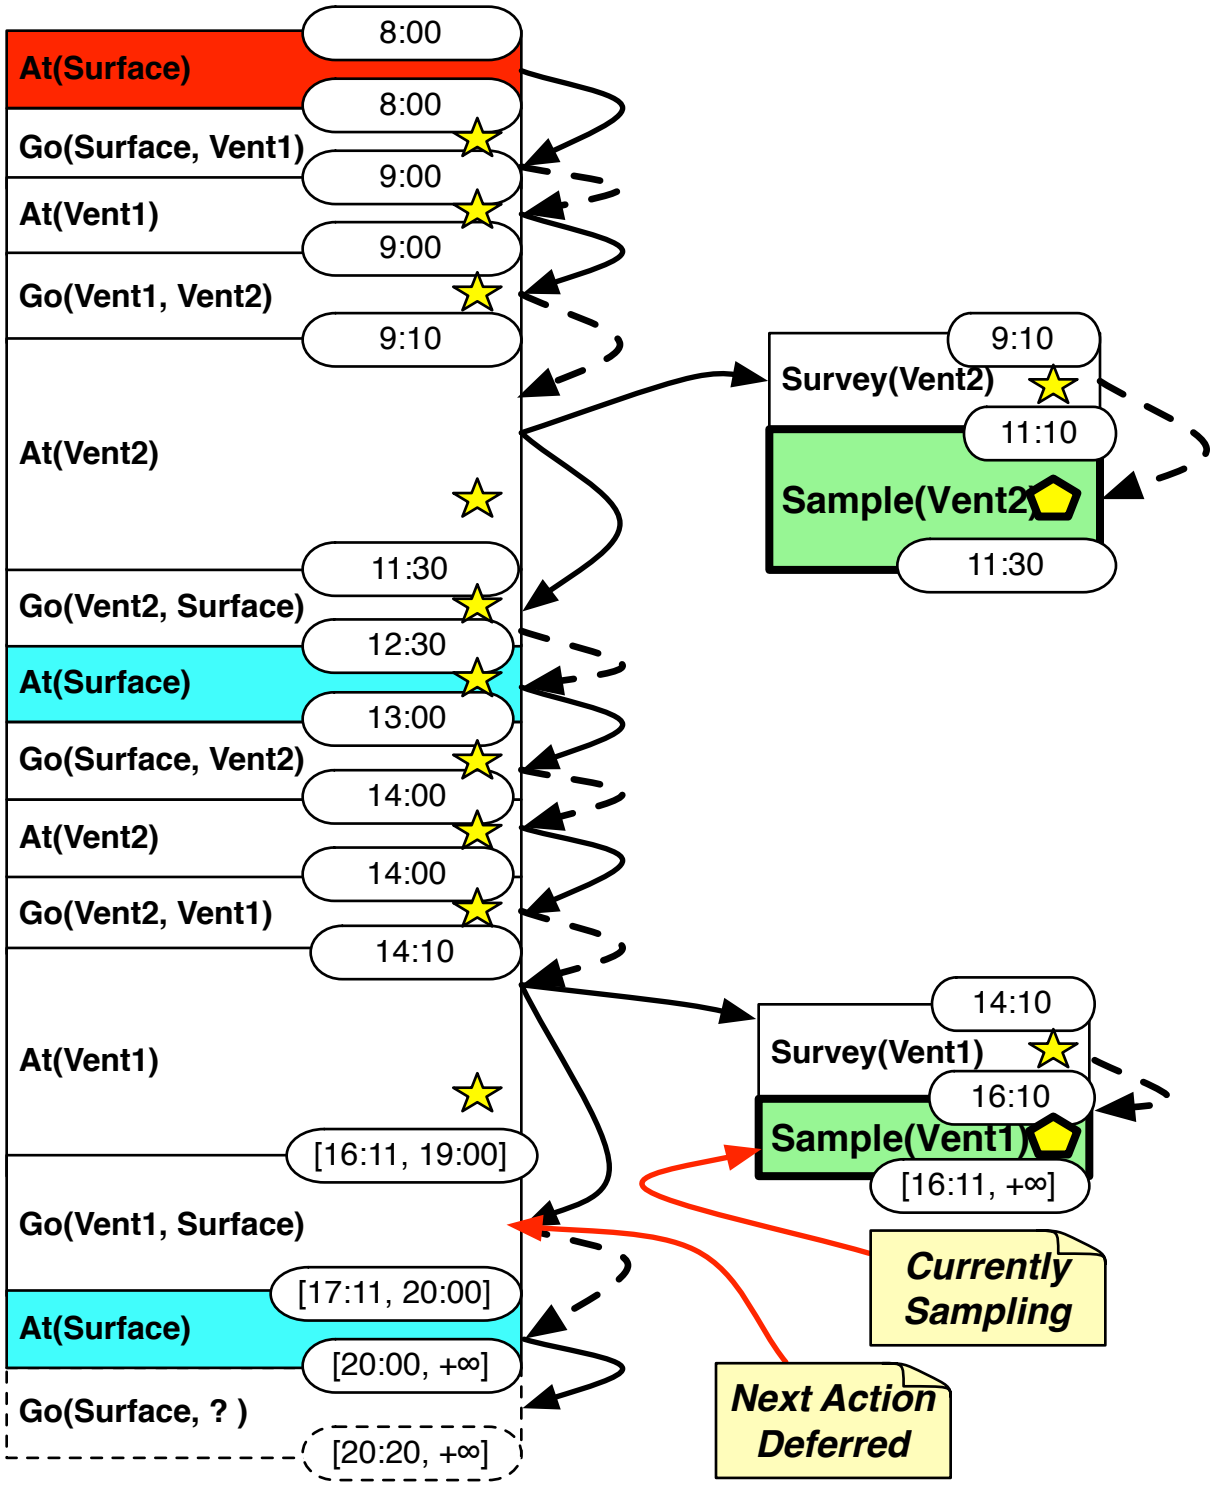 8:00
At(Surface)
8:00
Go(Surface, Vent1)
9:00
At(Vent1)
9:00
Go(Vent1, Vent2)
9:10
At(Vent2)
11:30
Go(Vent2, Surface)
12:30
At(Surface)
13:00
Go(Surface, Vent2)
14:00
At(Vent2)
14:00
Go(Vent2, Vent1)
14:10
At(Vent1)
[16:11, 19:00]
Go(Vent1, Surface)
[17:11, 20:00]
At(Surface)
[20:00, +∞]
Go(Surface, ? )
[20:20, +∞]
9:10
Survey(Vent2)
11:10
Sample(Vent2)
11:30
14:10
Survey(Vent1)
16:10
Sample(Vent1)
[16:11, +∞]
Currently
Sampling
Next Action
Deferred